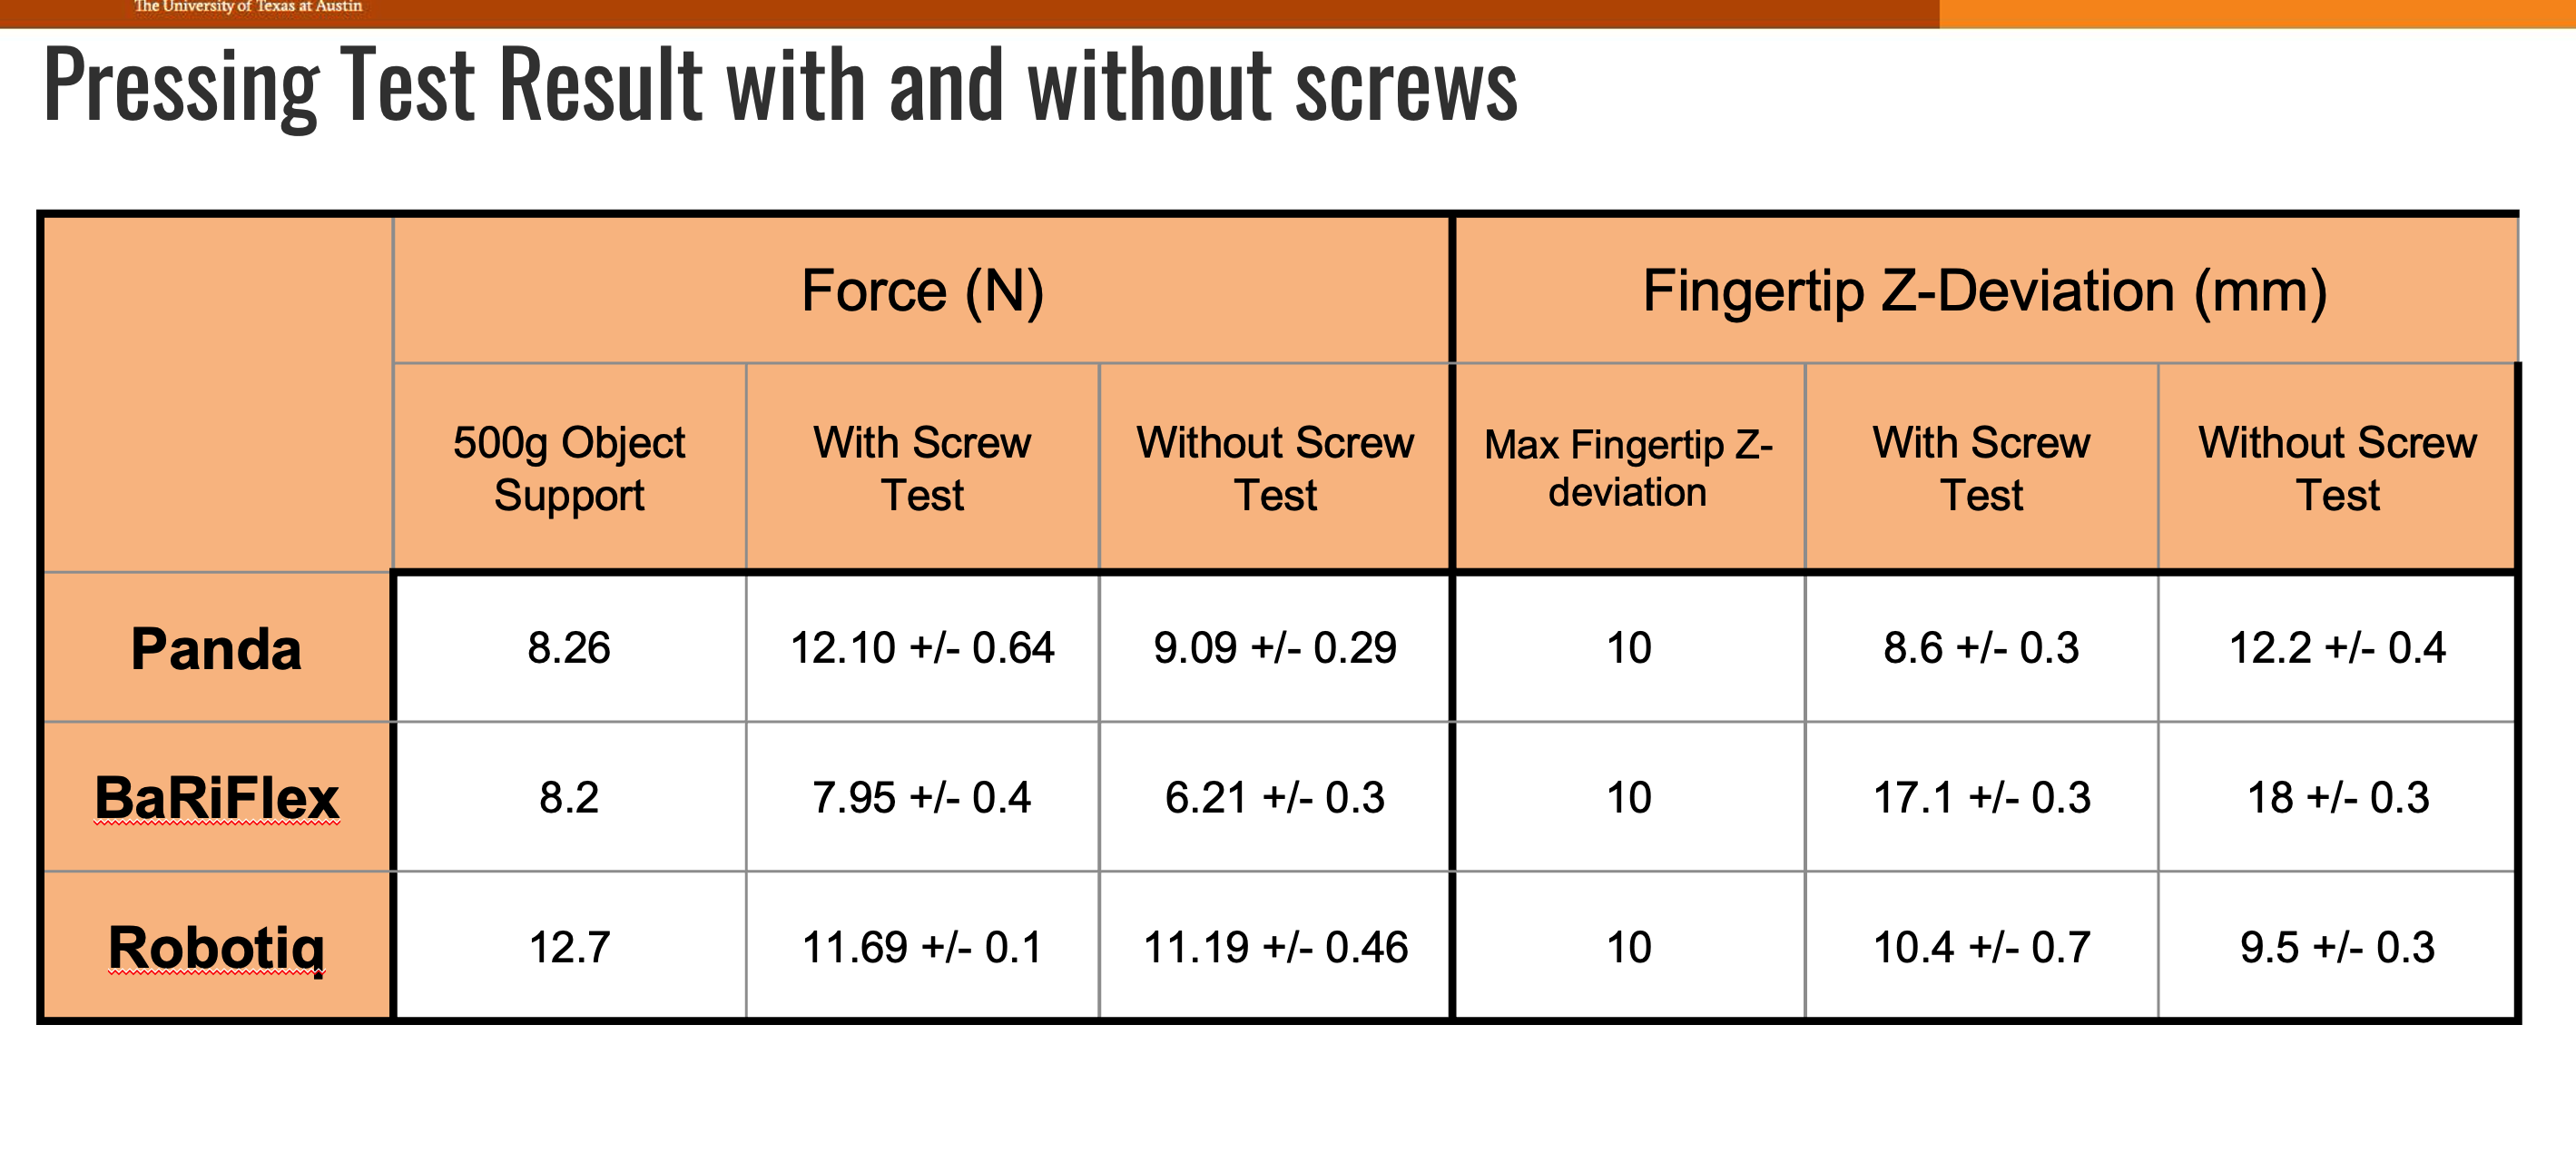 The University of Texas at Austin
Pressing Test Result with and without screws
Force (N)
Fingertip Z-Deviation (mm)
500g Object
Support
With Screw
Test
Without Screw
Test
Max Fingertip Z-
deviation
With Screw
Test
Without Screw
Test
Panda
8.26
12.10 +/- 0.64
9.09 +/- 0.29
10
8.6 +/- 0.3
12.2 +/- 0.4
BaRiFlex
8.2
7.95 +/- 0.4
6.21 +/- 0.3
10
17.1 +/- 0.3
18 +/- 0.3
Robotiq
12.7
11.69 +/- 0.1
11.19 +/- 0.46
10
10.4 +/- 0.7
9.5 +/- 0.3